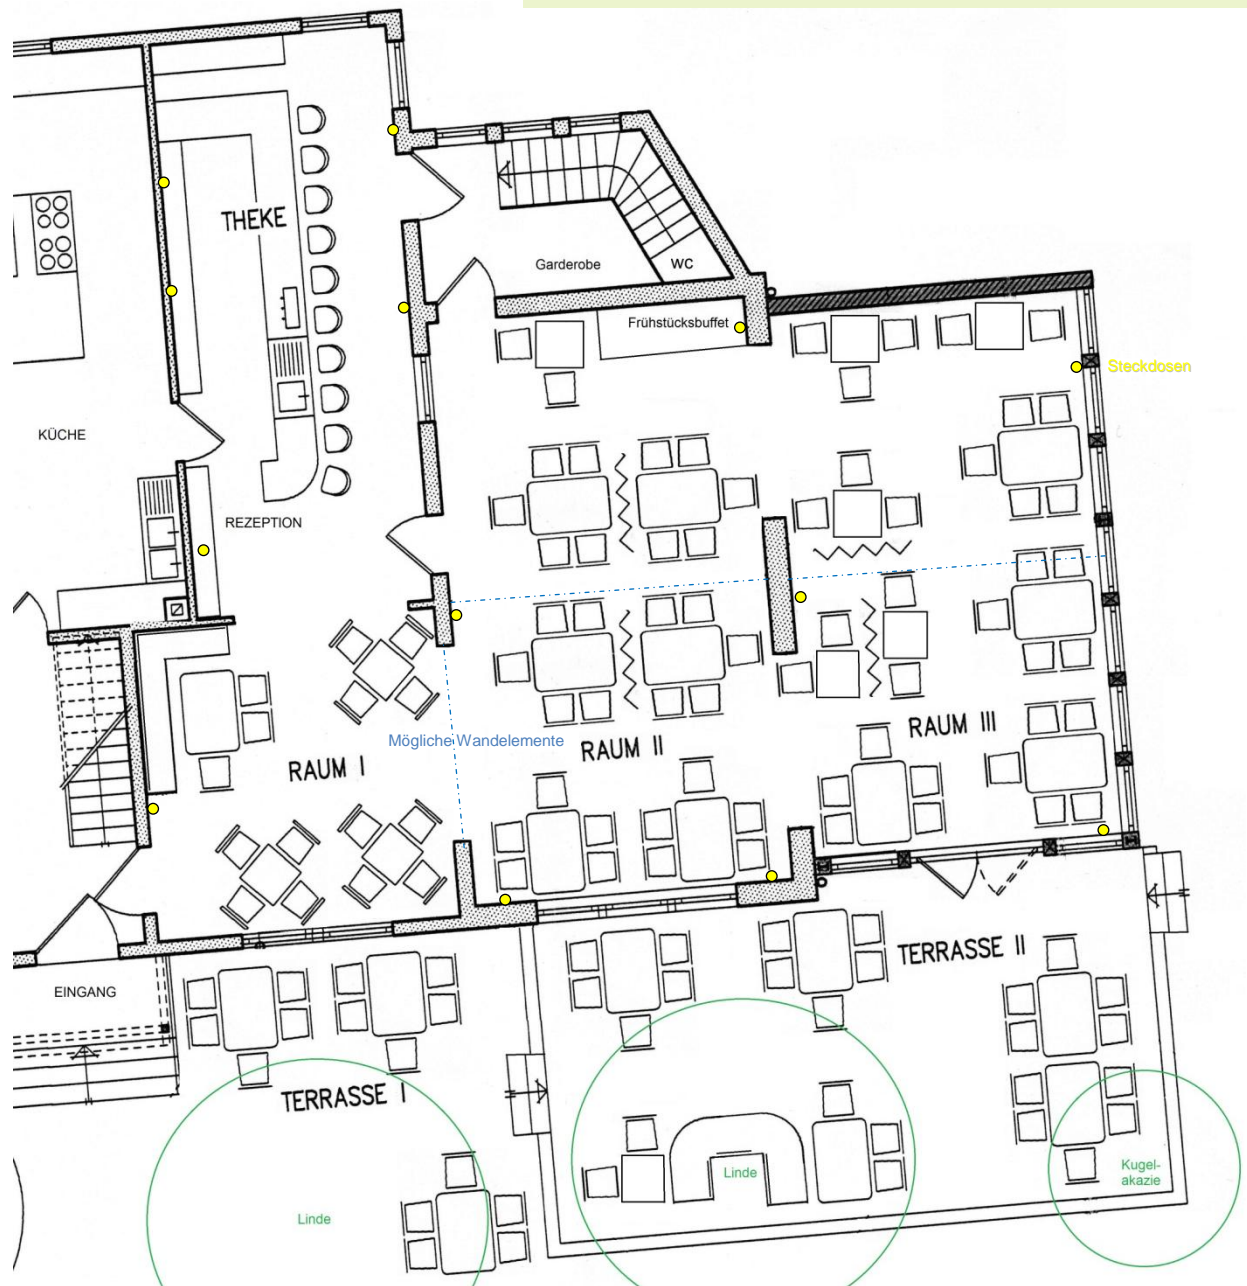 THEKE
Garderobe
WC
Frühstücksbuffet
Steckdosen
KÜCHE
REZEPTION
Mögliche Wandelemente
RAUM I
RAUM II
RAUM III
EINGANG
TERRASSE II
TERRASSE I
Linde
Linde
Kugel-
akazie